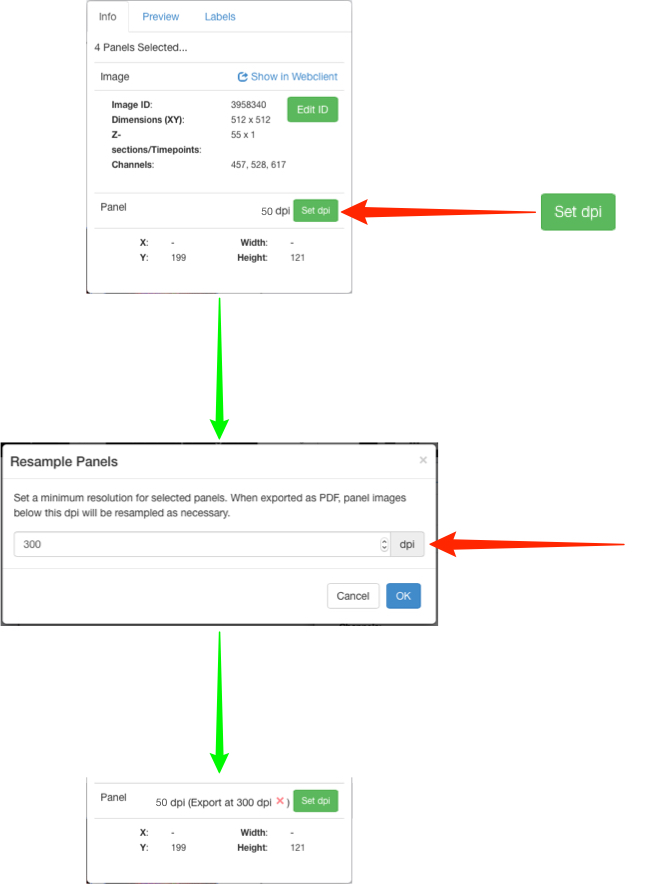 Info Preview Labels
4 Panels Selected...
Image Show in Webclient
Image ID: 3958340 Edit ID
Dimensions (XY): 512 x 512
Z- 55 x 1
sections/Timepoints:
Channels: 457, 528, 617
Panel 50 dpi Set dpi
Set dpi
X: - Width: -
Y: 199 Height: 121
Resample Panels ×
Set a minimum resolution for selected panels. When exported as PDF, panel images
below this dpi will be resampled as necessary.
300 dpi
Cancel OK
Panel 50 dpi (Export at 300 dpi ✕ ) Set dpi
X: - Width: -
Y: 199 Height: 121